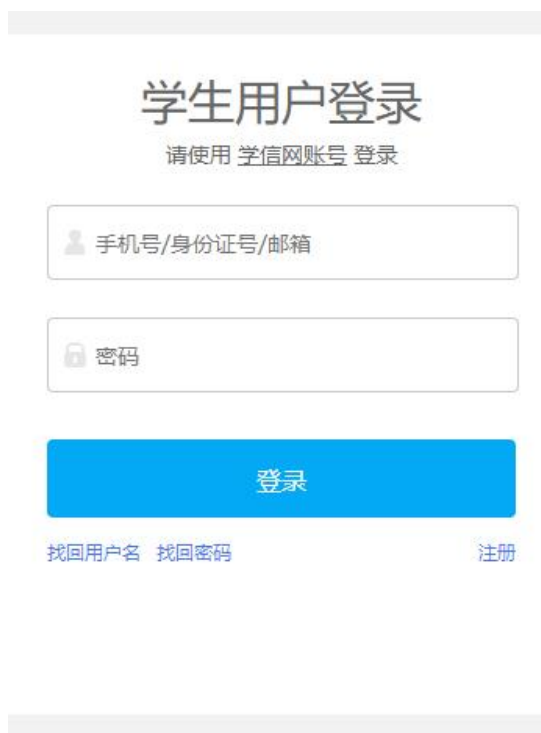 学生用户登录
请使用 学信网账号 登录
手机号/身份证号/邮箱
密码
登录
找回用户名 找回密码 注册